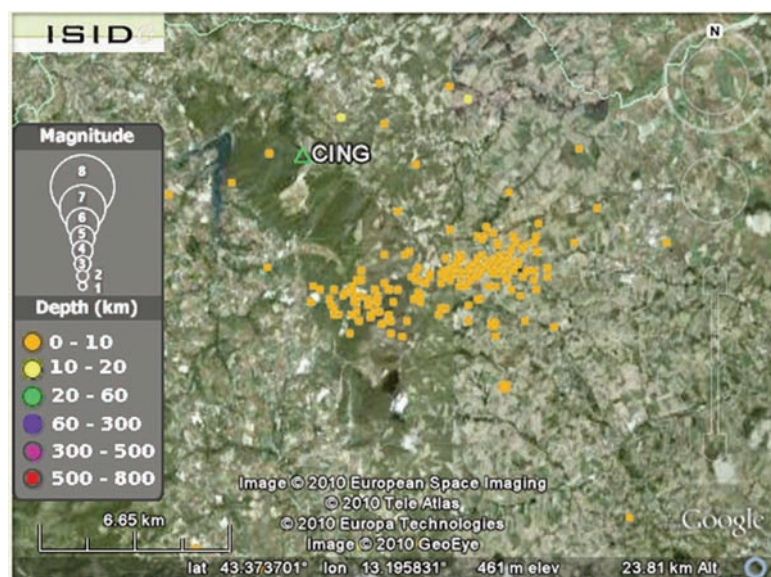 ISIDe
N
Magnitude
8
7
6
5
4
3
2
1
Depth (km)
0 - 10
10 - 20
20 - 60
60 - 300
300 - 500
500 - 800
CING
Image © 2010 European Space Imaging
© 2010 Tele Atlas
© 2010 Europa Technologies
Image © 2010 GeoEye
Google
6.65 km
lat 43.373701° lon 13.195831° 461 m elev 23.81 km Alt